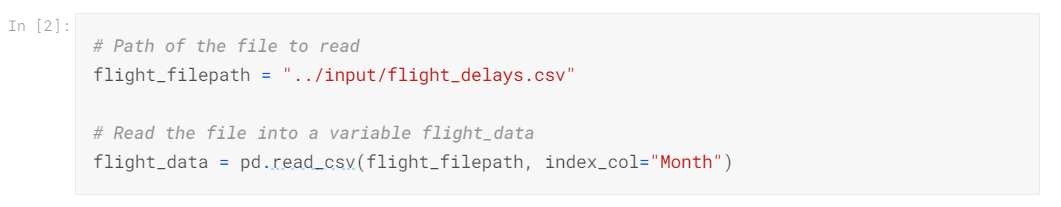 In [2]:
# Path of the file to read
flight_filepath = "../input/flight_delays.csv"
# Read the file into a variable flight_data
flight_data = pd.read_csv(flight_filepath, index_col="Month")